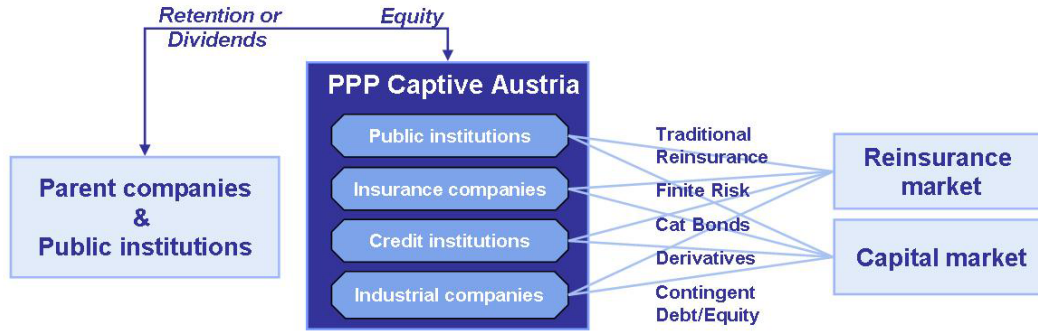 Retention or
Dividends
Equity
PPP Captive Austria
Public institutions
Insurance companies
Credit institutions
Industrial companies
Parent companies
&
Public institutions
Traditional
Reinsurance
Finite Risk
Cat Bonds
Derivatives
Contingent
Debt/Equity
Reinsurance
market
Capital market